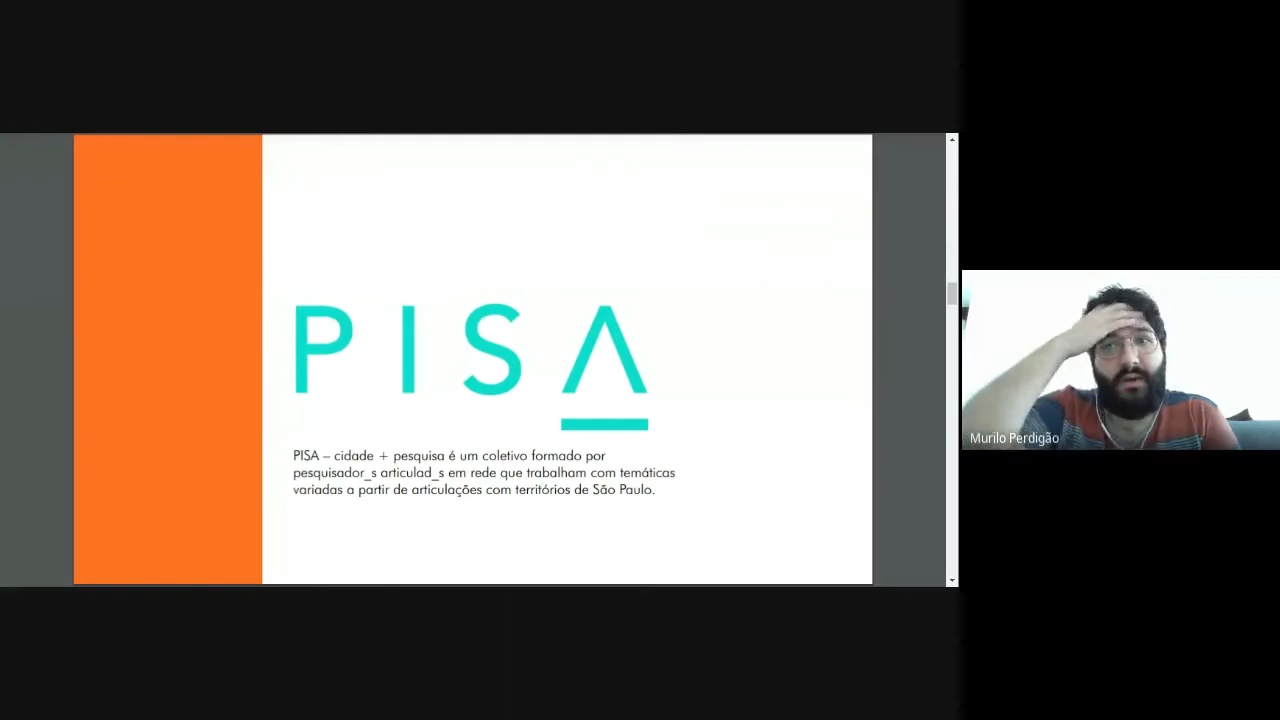 PISA
PISA – cidade + pesquisa é um coletivo formado por
pesquisador_s articulad_s em rede que trabalham com temáticas
variadas a partir de articulações com territórios de São Paulo.
Murilo Perdigão